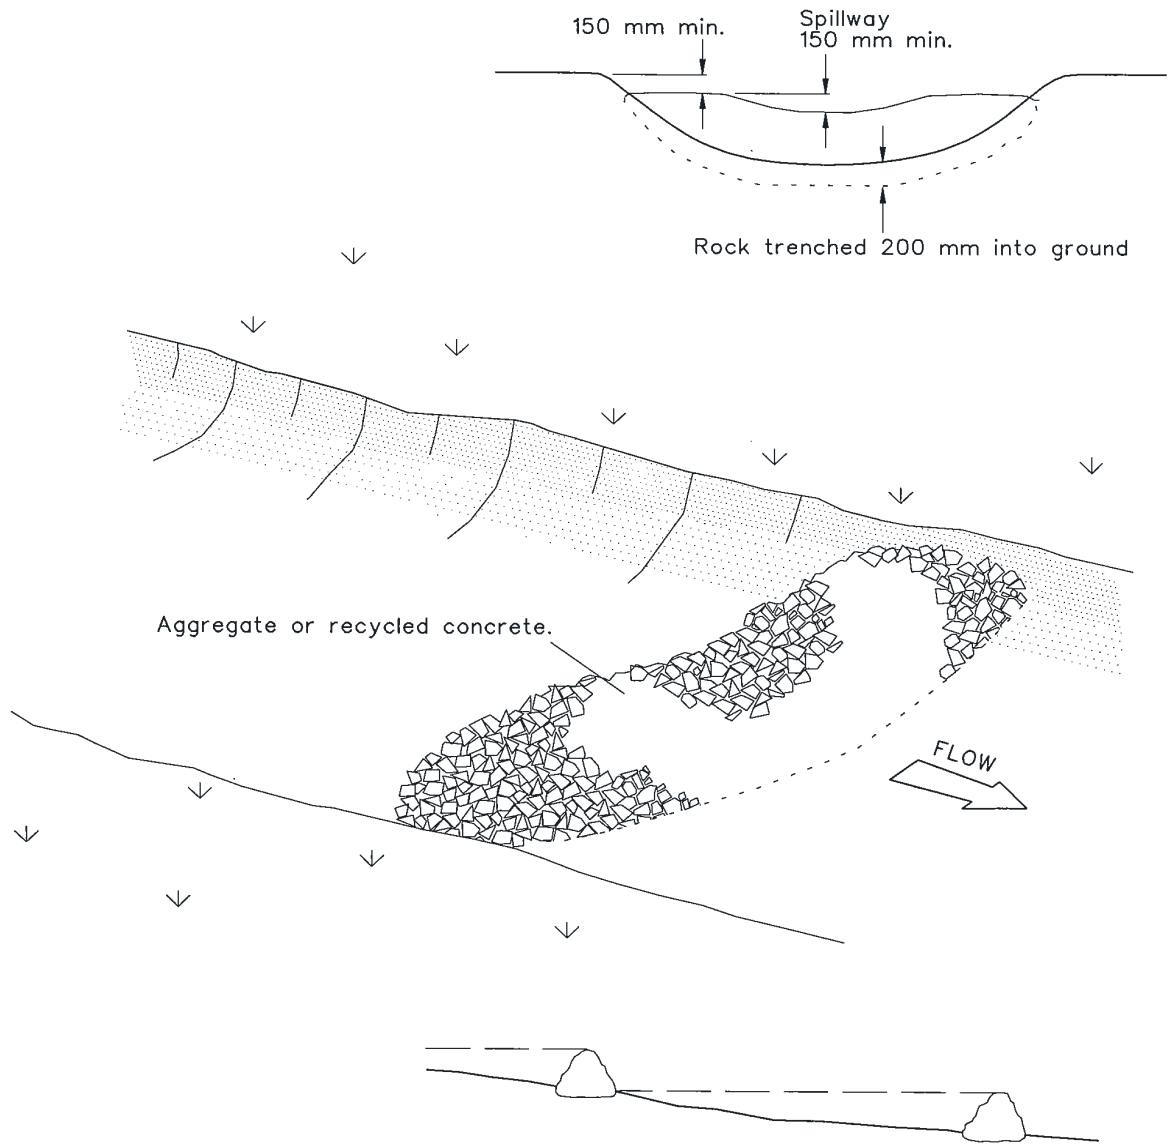 150 mm min.
Spillway
150 mm min.
Rock trenched 200 mm into ground
Aggregate or recycled concrete.
FLOW